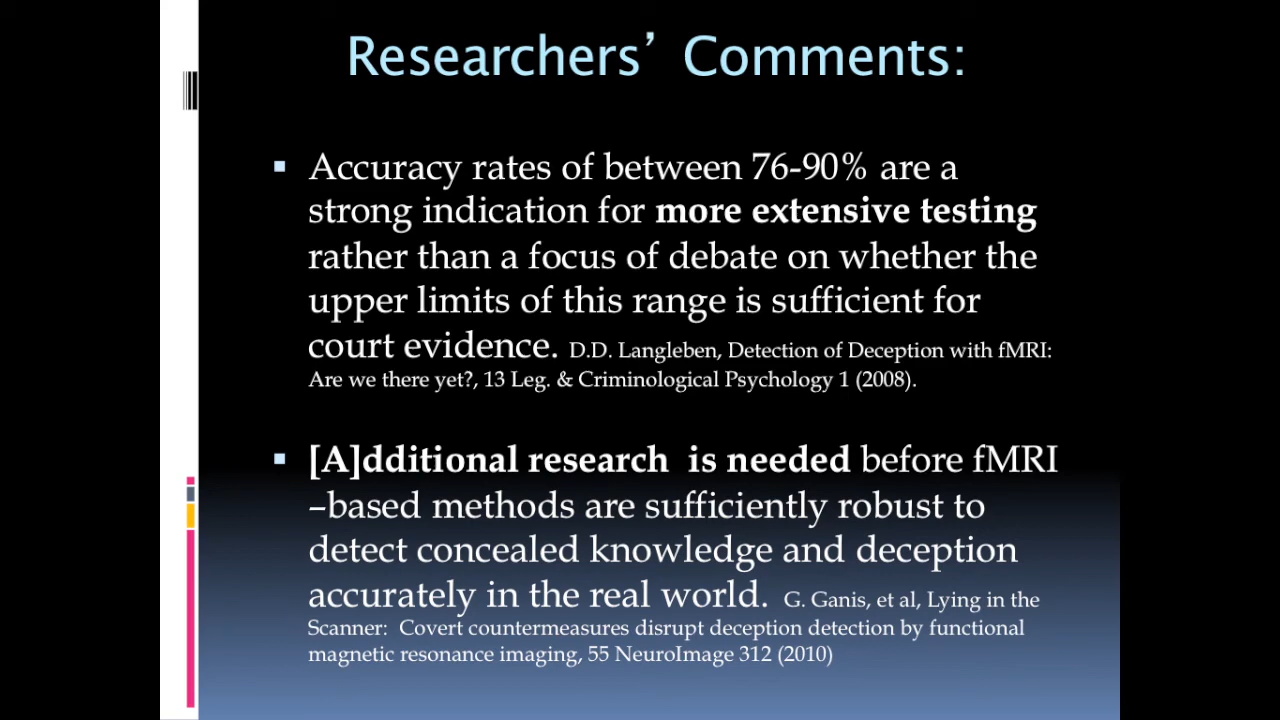 Researchers’ Comments:
▪ Accuracy rates of between 76-90% are a
strong indication for more extensive testing
rather than a focus of debate on whether the
upper limits of this range is sufficient for
court evidence. D.D. Langleben, Detection of Deception with fMRI:
Are we there yet?, 13 Leg. & Criminological Psychology 1 (2008).
▪ [A]dditional research  is needed before fMRI
–based methods are sufficiently robust to
detect concealed knowledge and deception
accurately in the real world. G. Ganis, et al, Lying in the
Scanner:  Covert countermeasures disrupt deception detection by functional
magnetic resonance imaging, 55 NeuroImage 312 (2010)